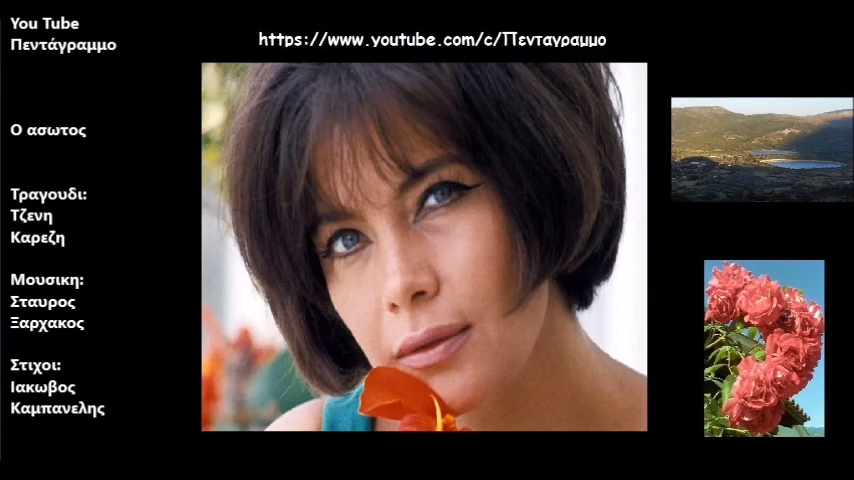 You Tube
Πεντάγραμμο
https://www.youtube.com/c/Πενταγραμμο
Ο ασωτος
Τραγουδι:
Τζενη
Καρεζη
Μουσικη:
Σταυρος
Ξαρχακος
Στιχοι:
Ιακωβος
Καμπανελης